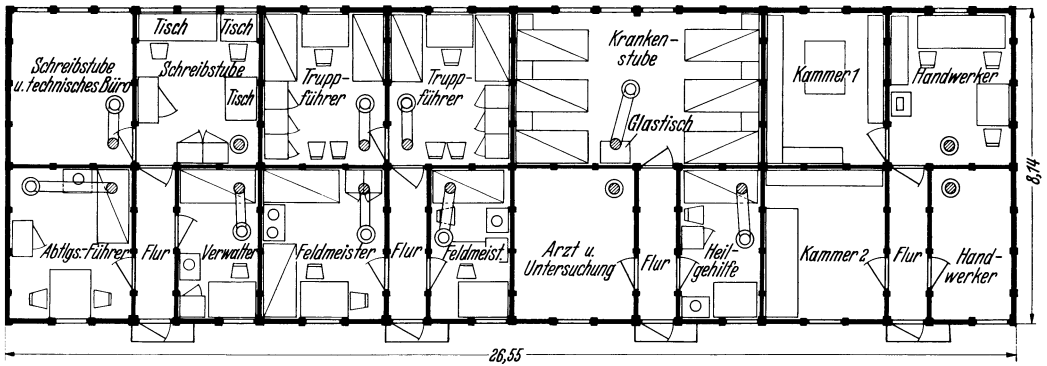 Tisch
Tisch
Schreibstube
u. technisches Büro
Schreibstube
Tisch
Trupp-
führer
Trupp-
führer
Kranken-
stube
Glastisch
Kammer 1
Handwerker
Abtlgs.-Führer
Flur
Verwalter
Feldmeister
Flur
Feldmeist.
Arzt u.
Untersuchung
Flur
Heil-
gehilfe
Kammer 2
Flur
Hand-
werker
8,14
26,55